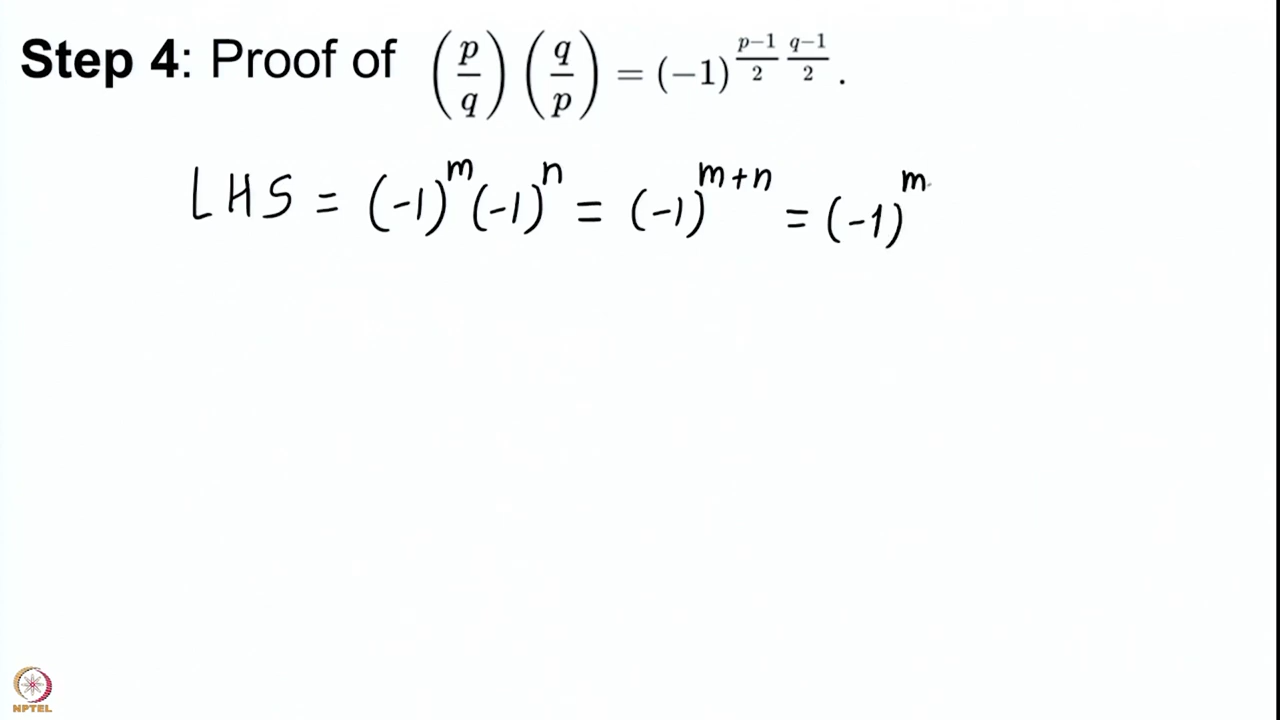 Step 4: Proof of (p/q)(q/p) = (−1)^{(p−1)/2 (q−1)/2}.
LHS = (-1)^m (-1)^n = (-1)^{m+n} = (-1)^m
NPTEL